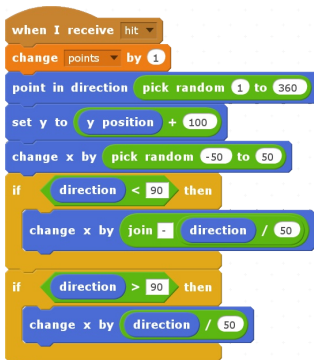 when I receive hit
change points by 1
point in direction pick random 1 to 360
set y to y position + 100
change x by pick random -50 to 50
if direction < 90 then
change x by join - direction / 50
if direction > 90 then
change x by direction / 50